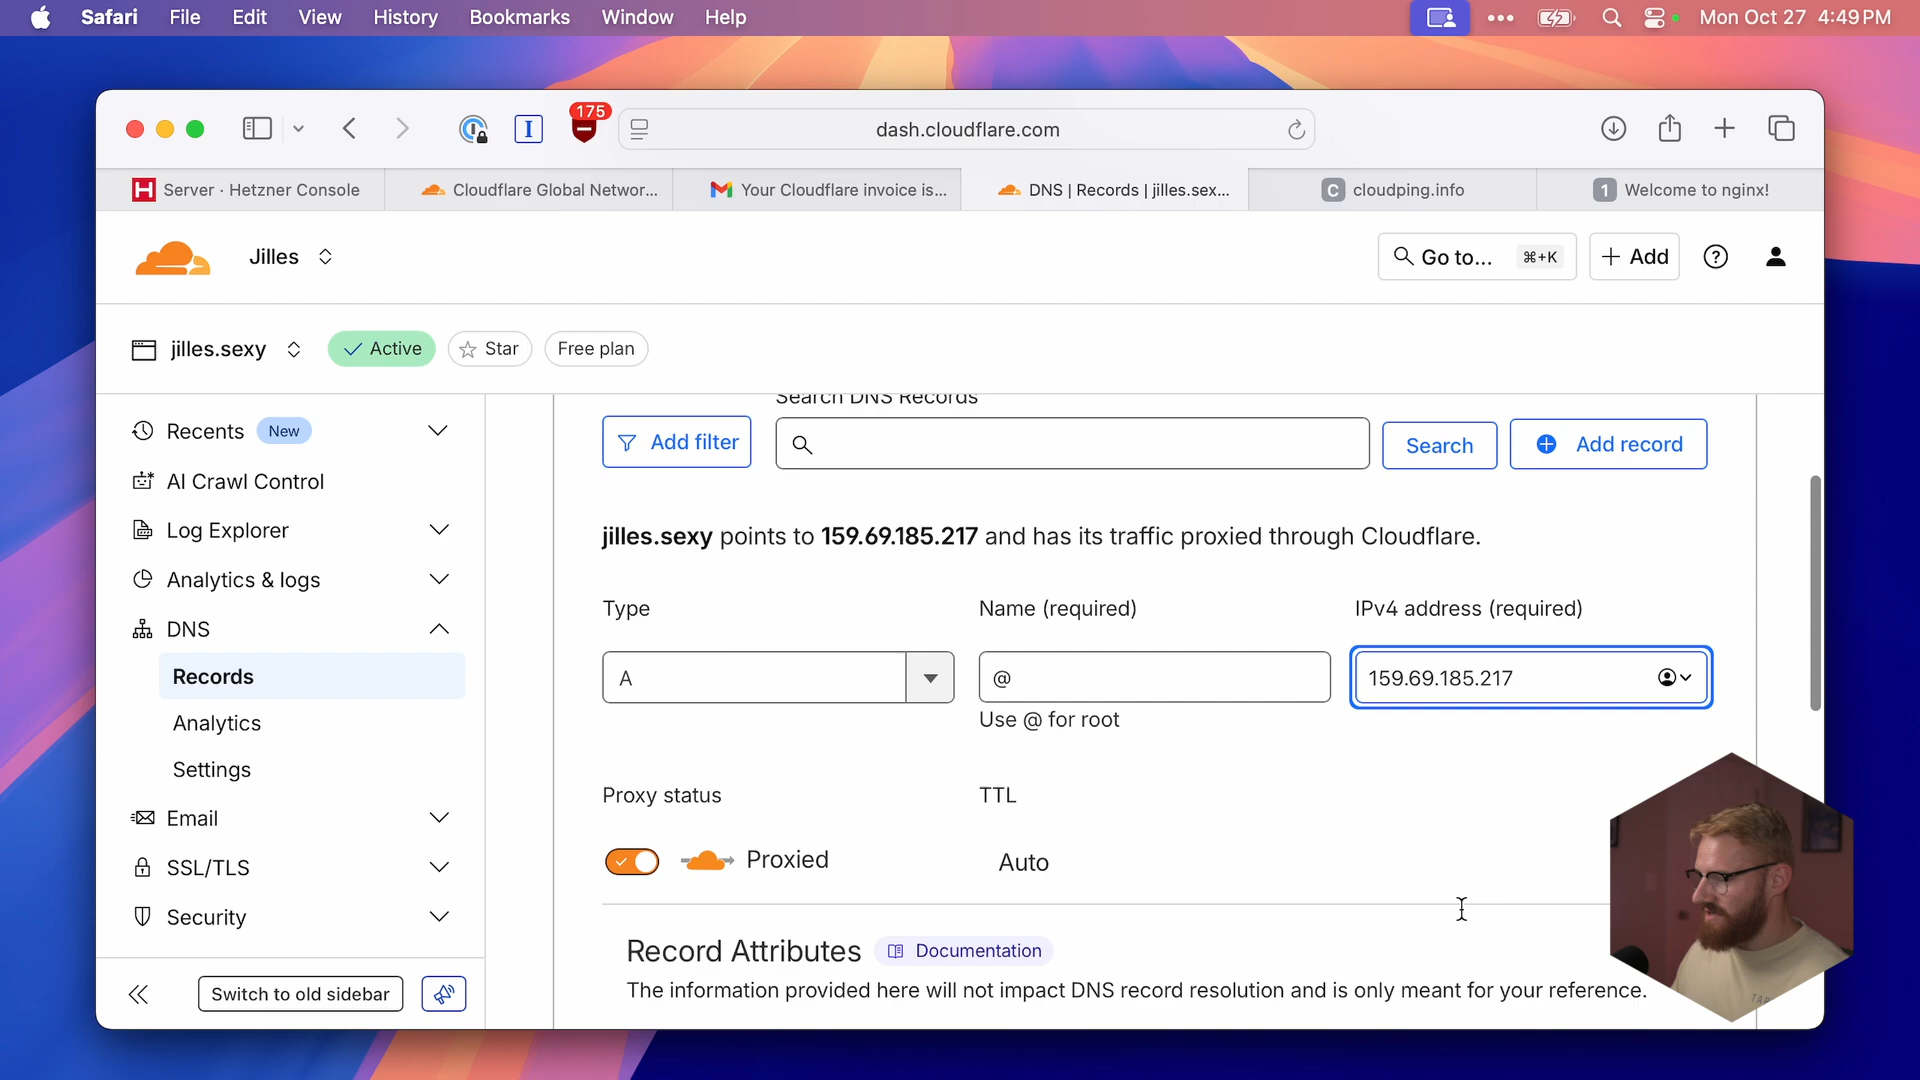 Safari File Edit View History Bookmarks Window Help Mon Oct 27 4:49 PM
175
dash.cloudflare.com
H Server · Hetzner Console Cloudflare Global Networ... Your Cloudflare invoice is... DNS | Records | jilles.sex... C cloudping.info 1 Welcome to nginx!
Jilles Go to... ⌘+K + Add
jilles.sexy Active Star Free plan
Search DNS Records
Recents New Add filter Search Add record
AI Crawl Control
Log Explorer jilles.sexy points to 159.69.185.217 and has its traffic proxied through Cloudflare.
Analytics & logs
DNS Type Name (required) IPv4 address (required)
Records A @ 159.69.185.217
Analytics Use @ for root
Settings
Email Proxy status TTL
SSL/TLS Proxied Auto
Security
Record Attributes Documentation
Switch to old sidebar The information provided here will not impact DNS record resolution and is only meant for your reference.